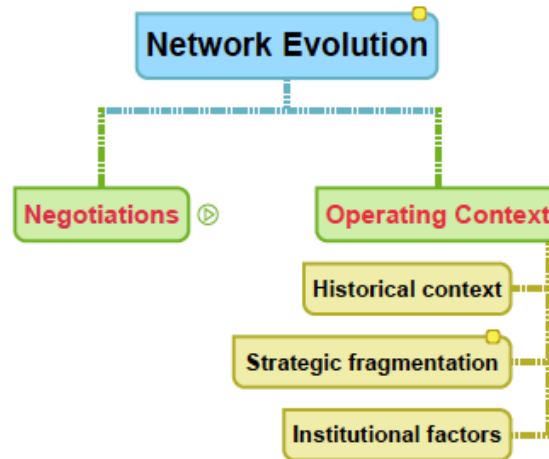 Network Evolution
Negotiations
Operating Context
Historical context
Strategic fragmentation
Institutional factors